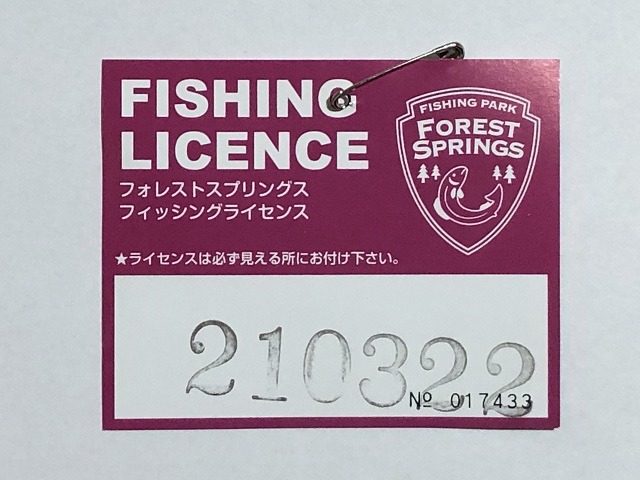 FISHING
LICENCE
フォレストスプリングス
フィッシングライセンス
FISHING PARK
FOREST
SPRINGS
★ライセンスは必ず見える所にお付け下さい。
210322
№ 017433